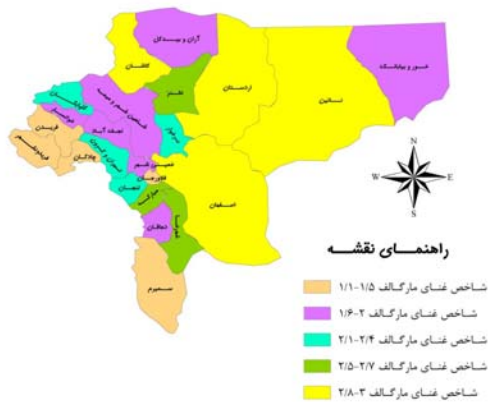 آران و بیدگل
کاشان
خور و بیابانک
نطنز
اردستان
نائین
گلپایگان
خوانسار
شاهین شهر و میمه
برخوار
فریدن
نجف آباد
فریدونشهر
چادگان
تیران و کرون
خمینی شهر
فلاورجان
لنجان
مبارکه
اصفهان
دهاقان
شهرضا
سمیرم
N
W
E
S
راهنمای نقشه
شاخص غنای مارگالف ۱/۱-۱/۵
شاخص غنای مارگالف ۱/۶-۲
شاخص غنای مارگالف ۲/۱-۲/۴
شاخص غنای مارگالف ۲/۵-۲/۷
شاخص غنای مارگالف ۲/۸-۳